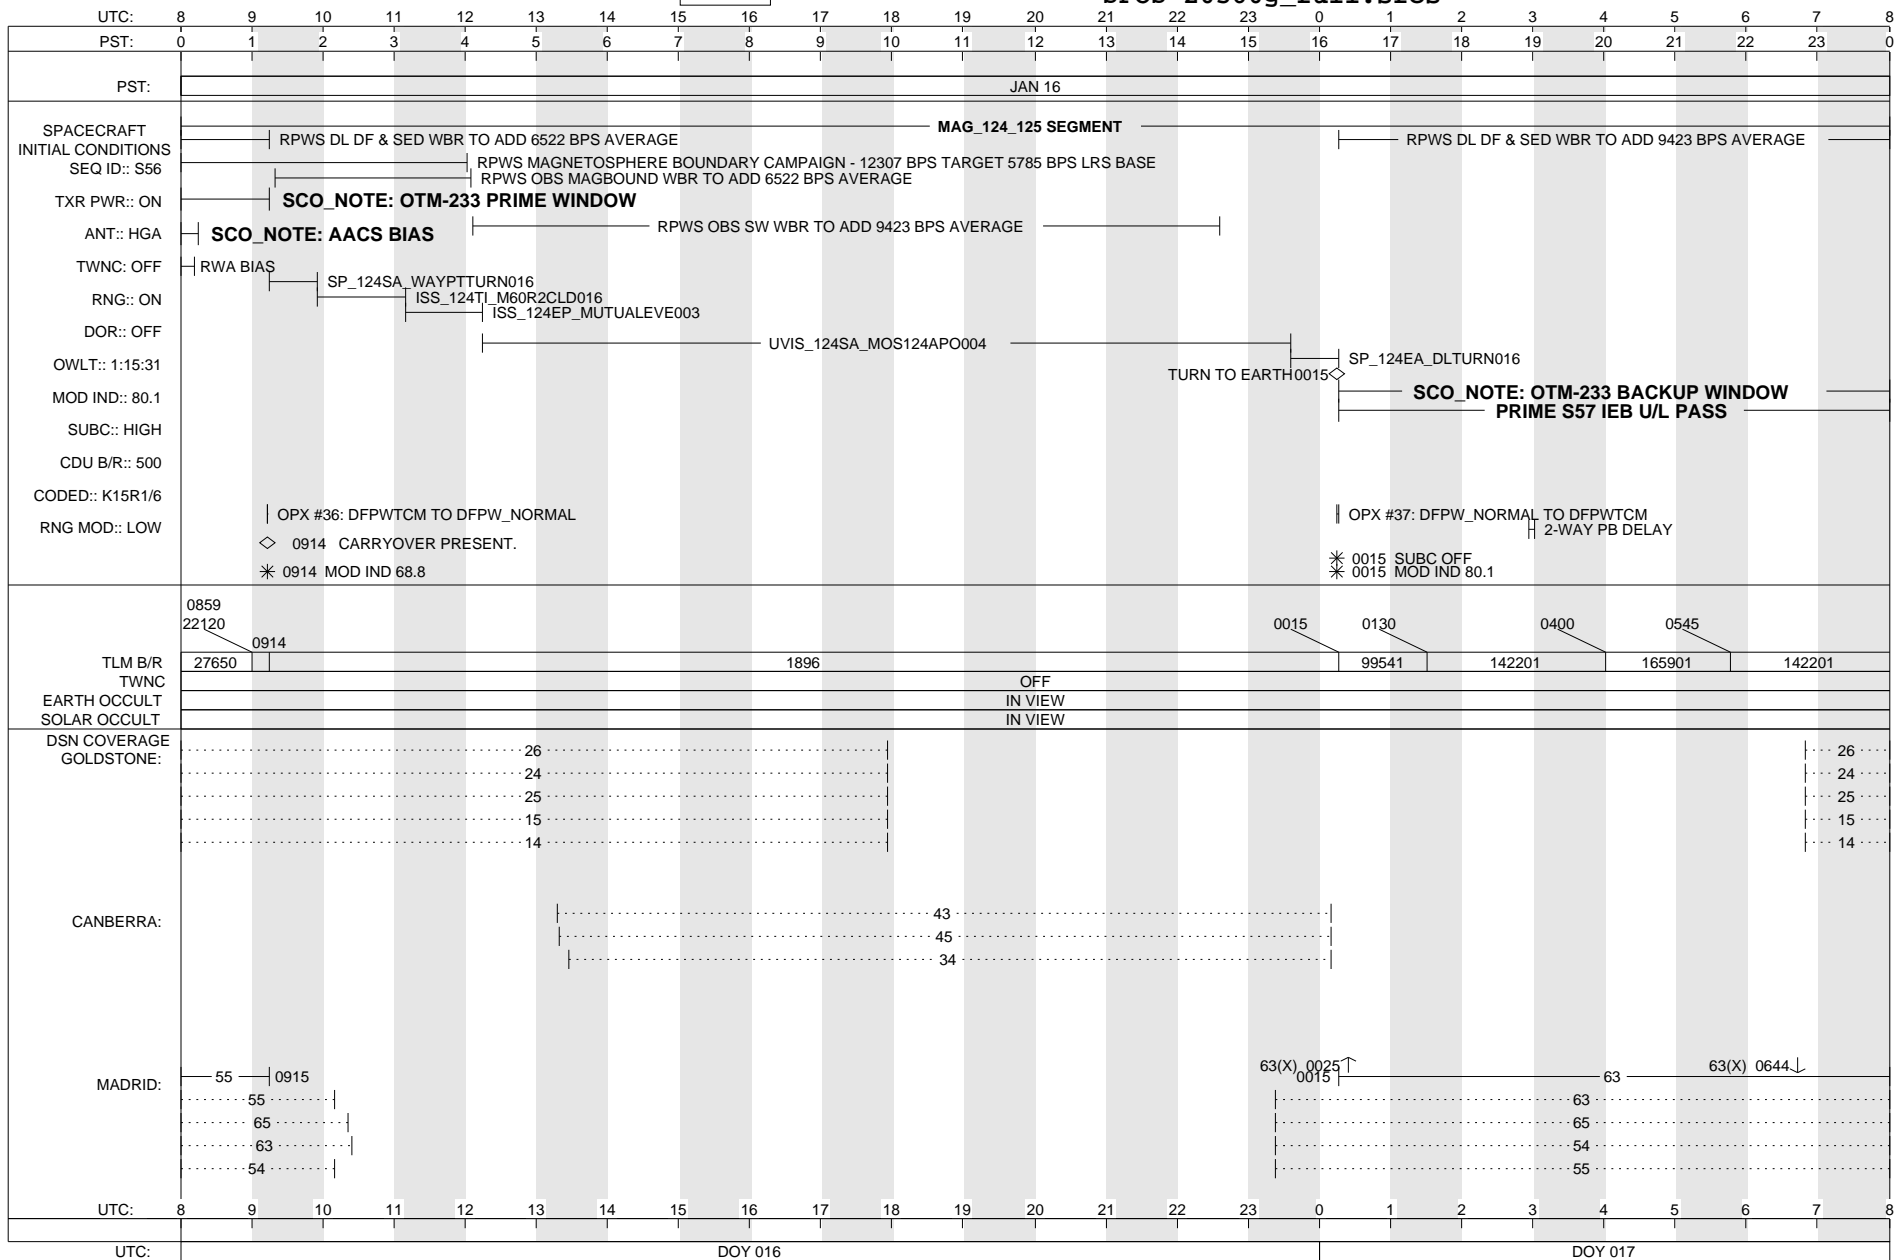 UTC: 8 9 10 11 12 13 14 15 16 17 18 19 20 21 22 23 0 1 2 3 4 5 6 7 8
PST: 0 1 2 3 4 5 6 7 8 9 10 11 12 13 14 15 16 17 18 19 20 21 22 23 0
PST: JAN 16
SPACECRAFT
INITIAL CONDITIONS
SEQ ID:: S56
TXR PWR:: ON
ANT:: HGA
TWNC: OFF
RNG:: ON
DOR:: OFF
OWLT:: 1:15:31
MOD IND:: 80.1
SUBC:: HIGH
CDU B/R:: 500
CODED:: K15R1/6
RNG MOD:: LOW
MAG_124_125 SEGMENT
RPWS DL DF & SED WBR TO ADD 6522 BPS AVERAGE
RPWS DL DF & SED WBR TO ADD 9423 BPS AVERAGE
RPWS MAGNETOSPHERE BOUNDARY CAMPAIGN - 12307 BPS TARGET 5785 BPS LRS BASE
RPWS OBS MAGBOUND WBR TO ADD 6522 BPS AVERAGE
SCO_NOTE: OTM-233 PRIME WINDOW
RPWS OBS SW WBR TO ADD 9423 BPS AVERAGE
SCO_NOTE: AACS BIAS
RWA BIAS
SP_124SA_WAYPTTURN016
ISS_124TI_M60R2CLD016
ISS_124EP_MUTUALEVE003
UVIS_124SA_MOS124APO004
SP_124EA_DLTURN016
TURN TO EARTH 0015
SCO_NOTE: OTM-233 BACKUP WINDOW
PRIME S57 IEB U/L PASS
OPX #36: DFPWTCM TO DFPW_NORMAL
OPX #37: DFPW_NORMAL TO DFPWTCM
2-WAY PB DELAY
0914 CARRYOVER PRESENT.
0015 SUBC OFF
0914 MOD IND 68.8
0015 MOD IND 80.1
0859
22120
0914
0015 0130 0400 0545
TLM B/R 27650 1896 99541 142201 165901 142201
TWNC OFF
EARTH OCCULT IN VIEW
SOLAR OCCULT IN VIEW
DSN COVERAGE
GOLDSTONE:
26 26
24 24
25 25
15 15
14 14
CANBERRA:
43
45
34
63(X) 0025 63(X) 0644
MADRID: 55 0915 0015 63
55 63
65 65
63 54
54 55
UTC: 8 9 10 11 12 13 14 15 16 17 18 19 20 21 22 23 0 1 2 3 4 5 6 7 8
UTC: DOY 016 DOY 017